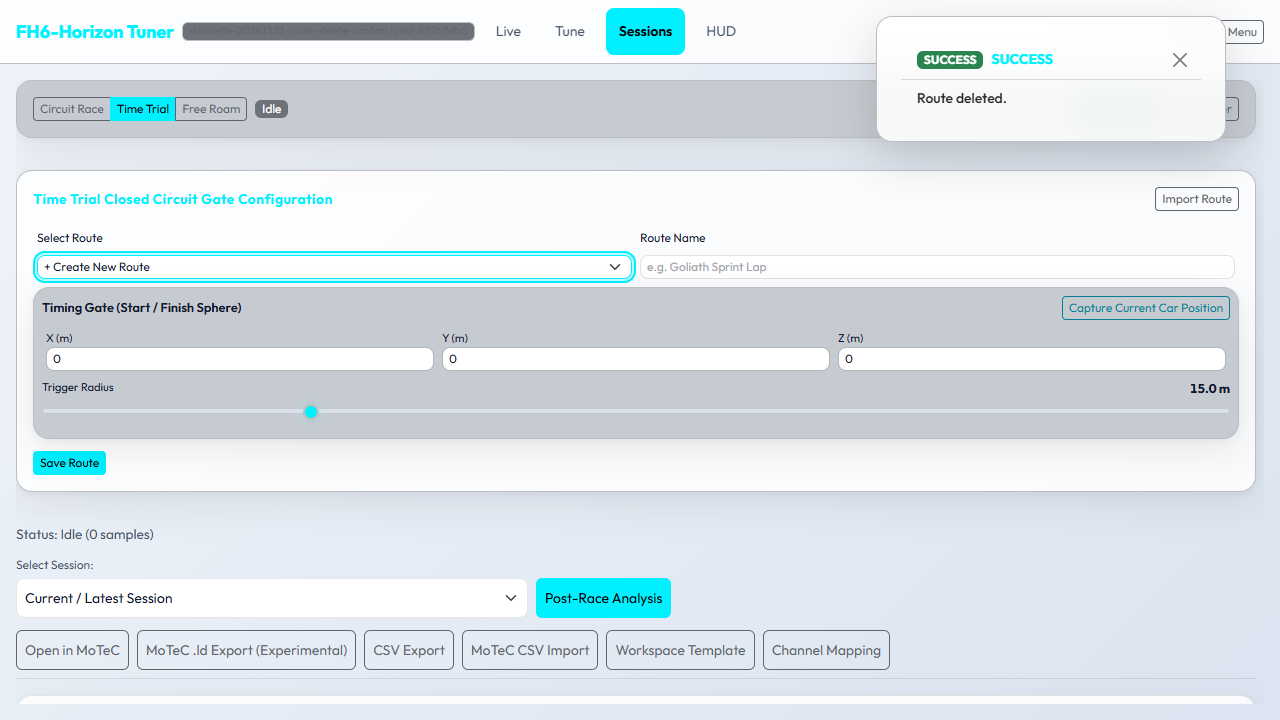 FH6-Horizon Tuner
Live
Tune
Sessions
HUD
Menu
SUCCESS SUCCESS
Route deleted.
Circuit Race
Time Trial
Free Roam
Idle
Time Trial Closed Circuit Gate Configuration
Import Route
Select Route
Route Name
+ Create New Route
e.g. Goliath Sprint Lap
Timing Gate (Start / Finish Sphere)
Capture Current Car Position
X (m)
Y (m)
Z (m)
0
0
0
Trigger Radius
15.0 m
Save Route
Status: Idle (0 samples)
Select Session:
Current / Latest Session
Post-Race Analysis
Open in MoTeC
MoTeC .ld Export (Experimental)
CSV Export
MoTeC CSV Import
Workspace Template
Channel Mapping